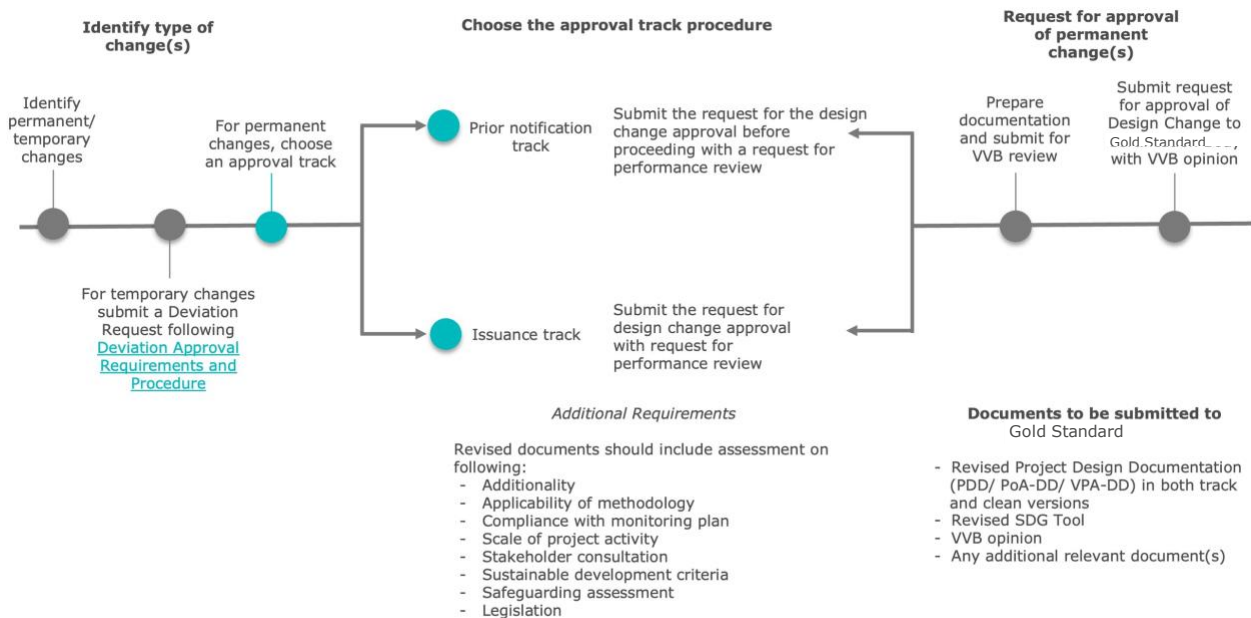 Identify type of
change(s)
Choose the approval track procedure
Request for approval
of permanent
change(s)
Identify
permanent/
temporary
changes
For permanent
changes, choose
an approval track
Prior notification
track
Submit the request for the design
change approval before
proceeding with a request for
performance review
Prepare
documentation
and submit for
VVB review
Submit request
for approval of
Design Change to
Gold Standard
with VVB opinion
For temporary changes
submit a Deviation
Request following
Deviation Approval
Requirements and
Procedure
Issuance track
Submit the request for
design change approval
with request for
performance review
Additional Requirements
Revised documents should include assessment on
following:
- Additionality
- Applicability of methodology
- Compliance with monitoring plan
- Scale of project activity
- Stakeholder consultation
- Sustainable development criteria
- Safeguarding assessment
- Legislation
Documents to be submitted to
Gold Standard
- Revised Project Design Documentation
(PDD/ PoA-DD/ VPA-DD) in both track
and clean versions
- Revised SDG Tool
- VVB opinion
- Any additional relevant document(s)